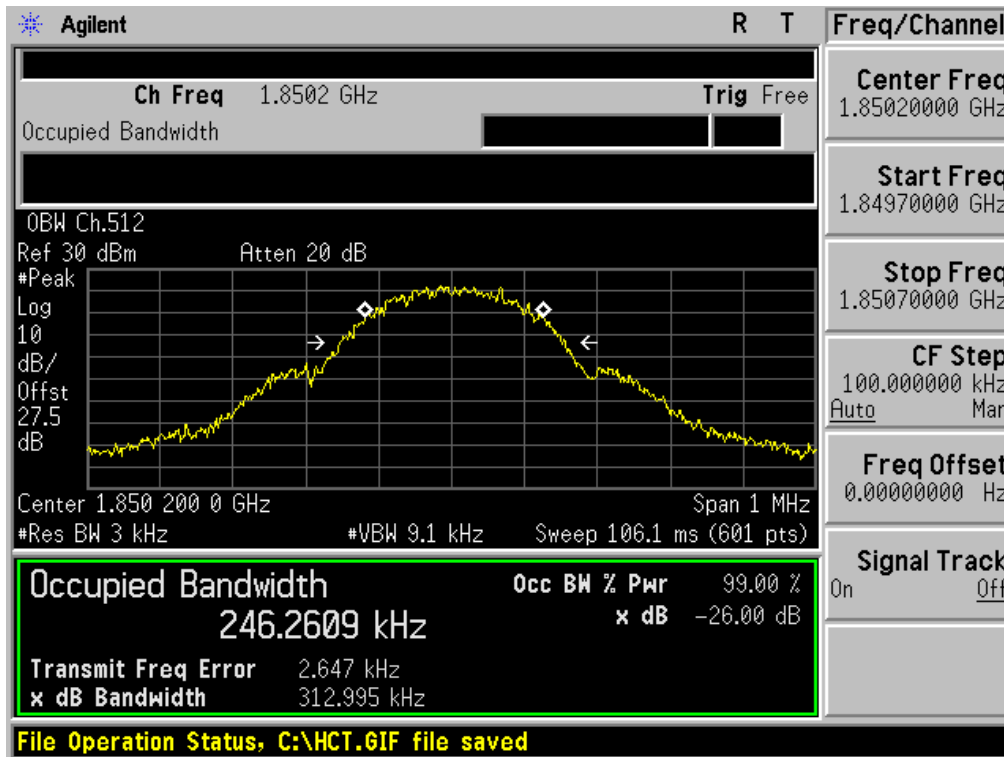 Agilent R T Freq/Channel
Ch Freq 1.8502 GHz Trig Free
Occupied Bandwidth
Center Freq
1.85020000 GHz
Start Freq
1.84970000 GHz
Stop Freq
1.85070000 GHz
CF Step
100.000000 kHz
Auto Man
Freq Offset
0.00000000 Hz
Signal Track
On Off
OBW Ch.512
Ref 30 dBm Atten 20 dB
#Peak
Log
10
dB/
Offst
27.5
dB
Center 1.850 200 0 GHz Span 1 MHz
#Res BW 3 kHz #VBW 9.1 kHz Sweep 106.1 ms (601 pts)
Occupied Bandwidth
246.2609 kHz
Occ BW % Pwr 99.00 %
x dB -26.00 dB
Transmit Freq Error 2.647 kHz
x dB Bandwidth 312.995 kHz
File Operation Status, C:\HCT.GIF file saved